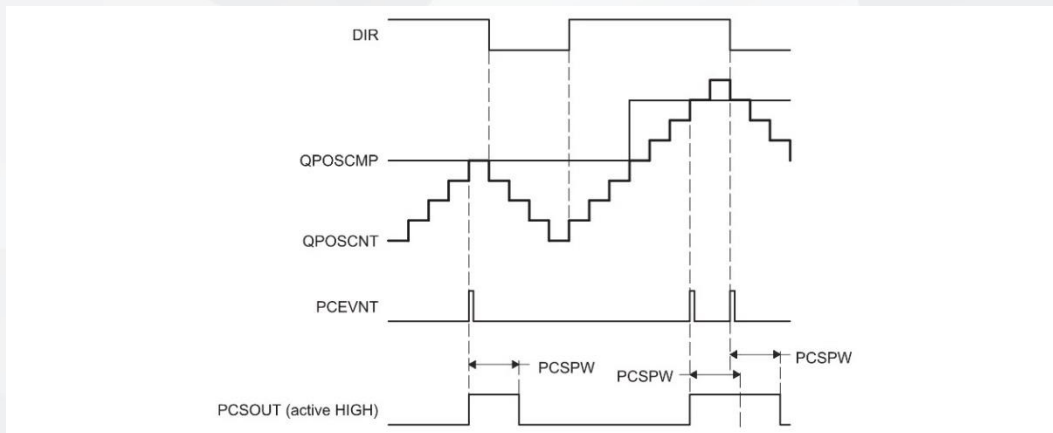 DIR
QPOSCMP
QPOSCNT
PCEVNT
PCSPW
PCSPW
PCSPW
PCSOUT (active HIGH)